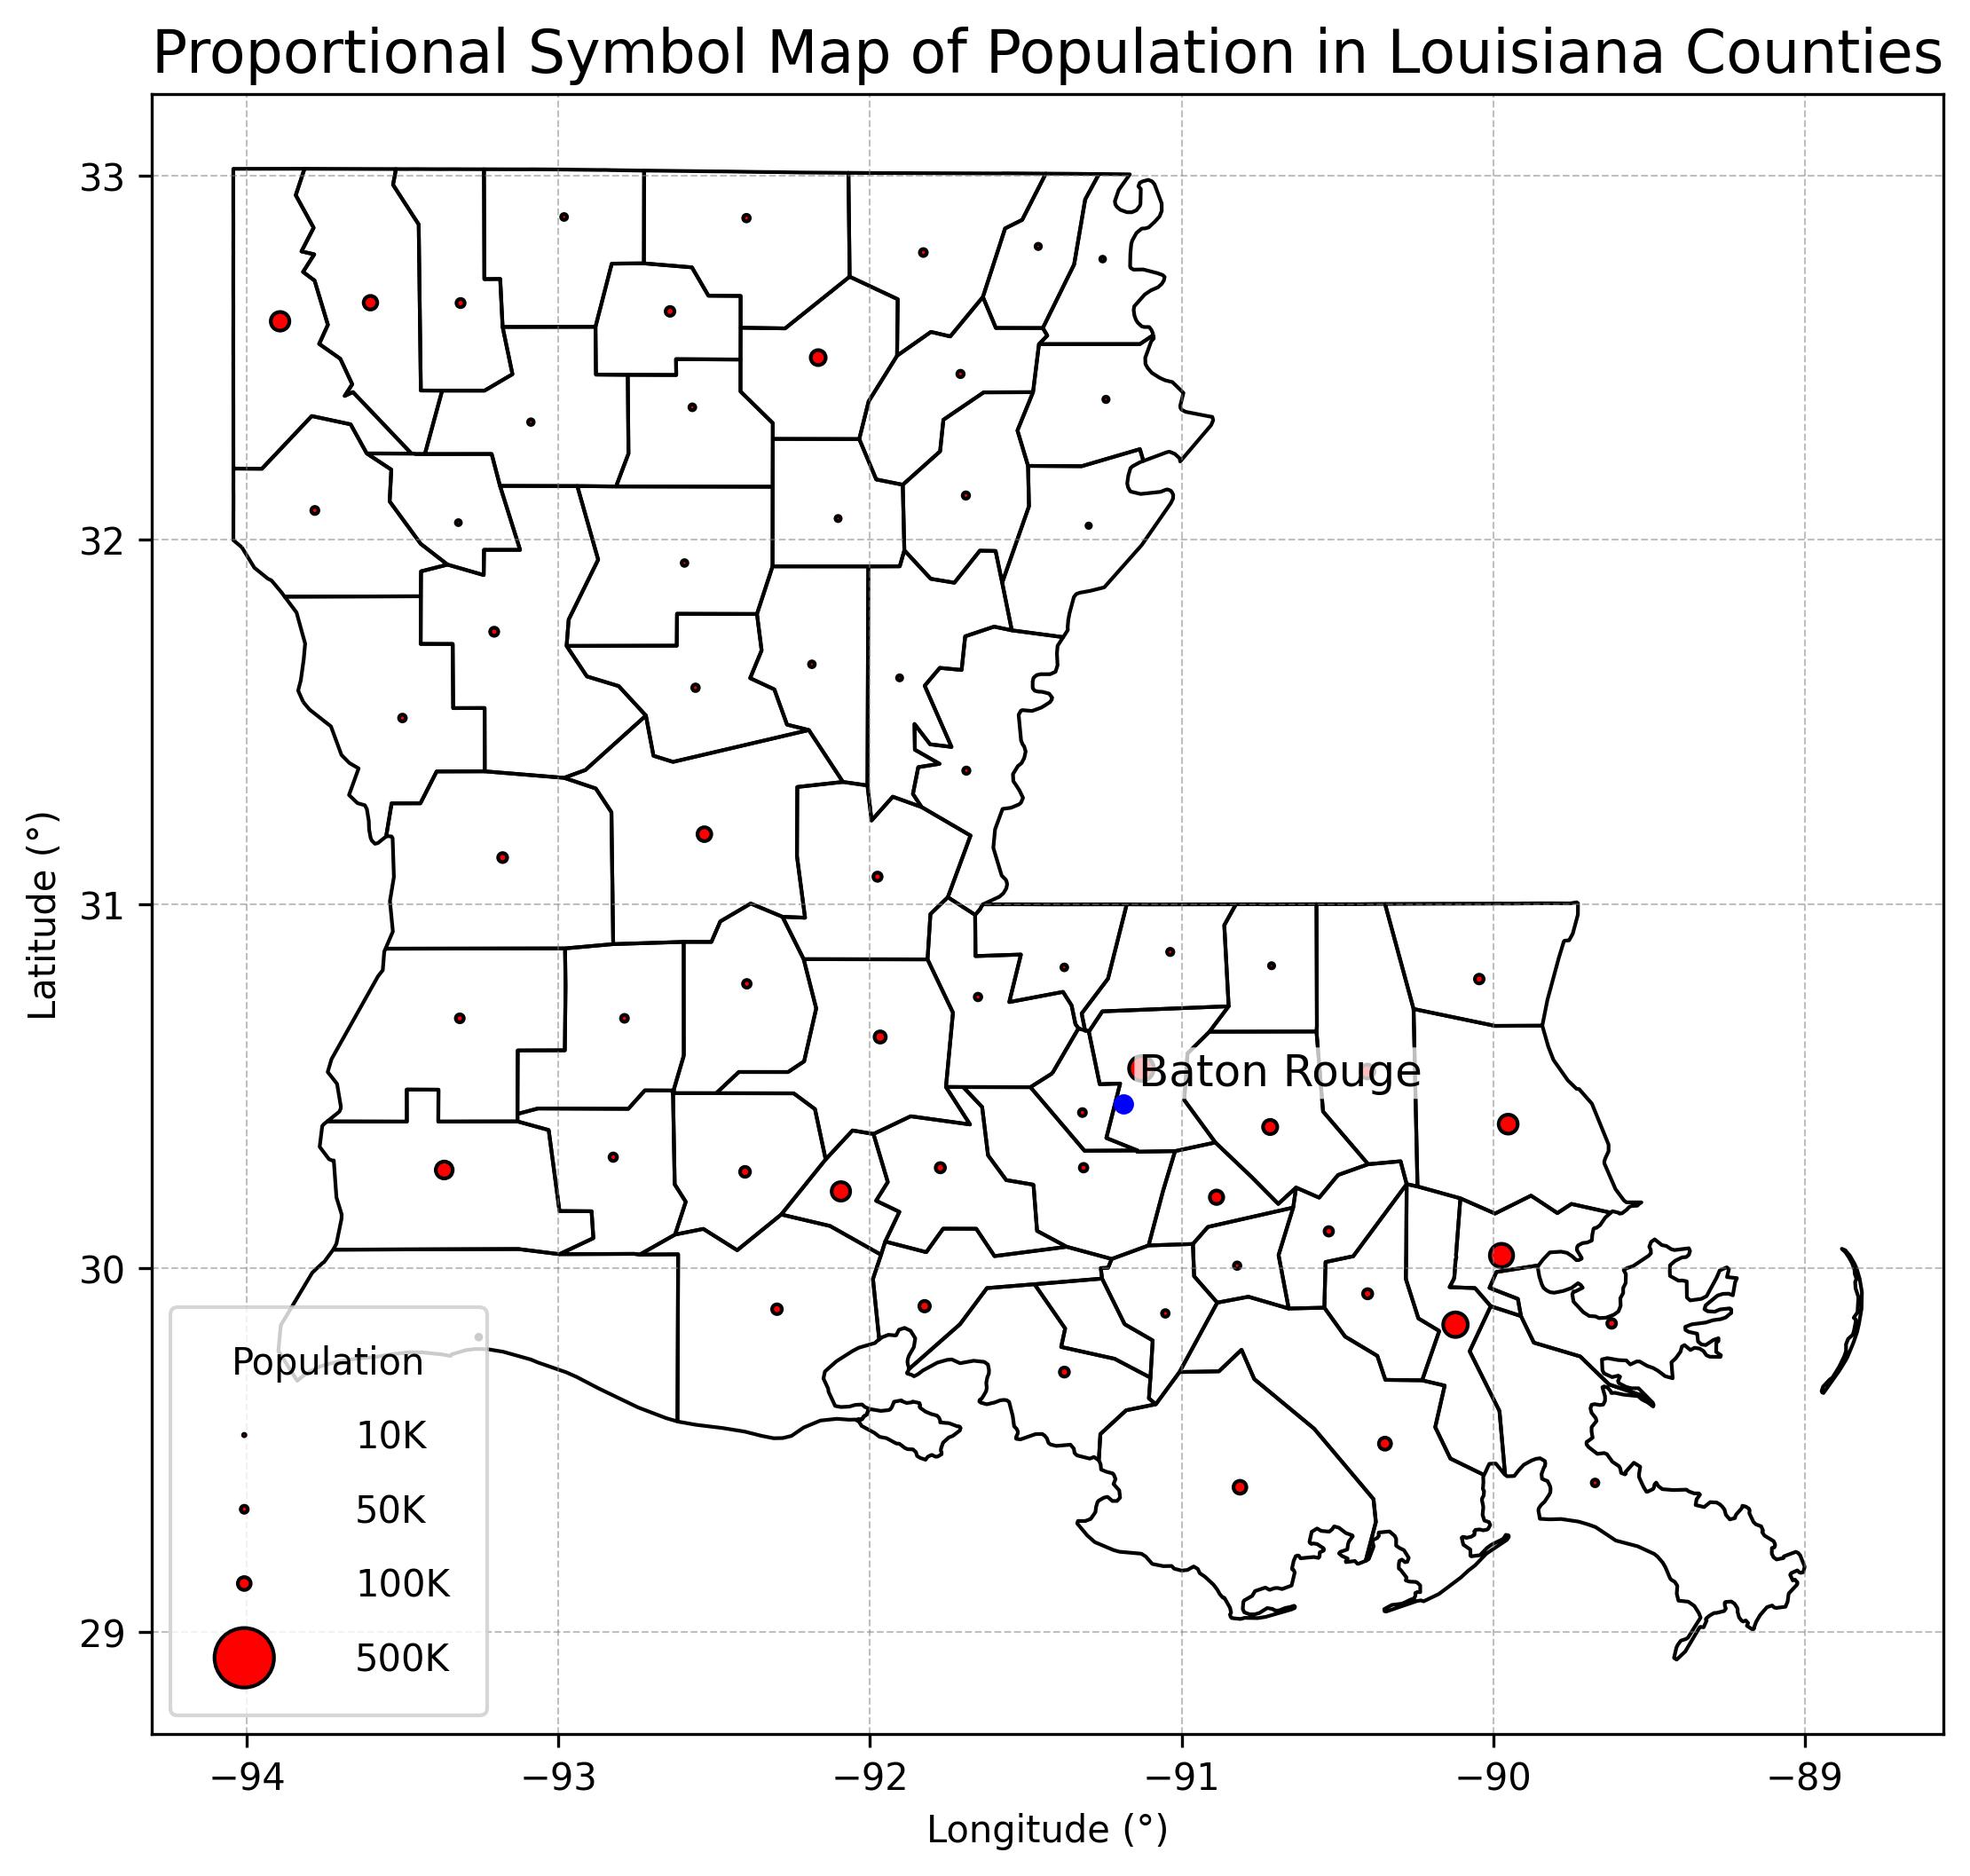 Proportional Symbol Map of Population in Louisiana Counties
33
32
31
30
29
Latitude (°)
Baton Rouge
Population
10K
50K
100K
500K
−94
−93
−92
−91
−90
−89
Longitude (°)